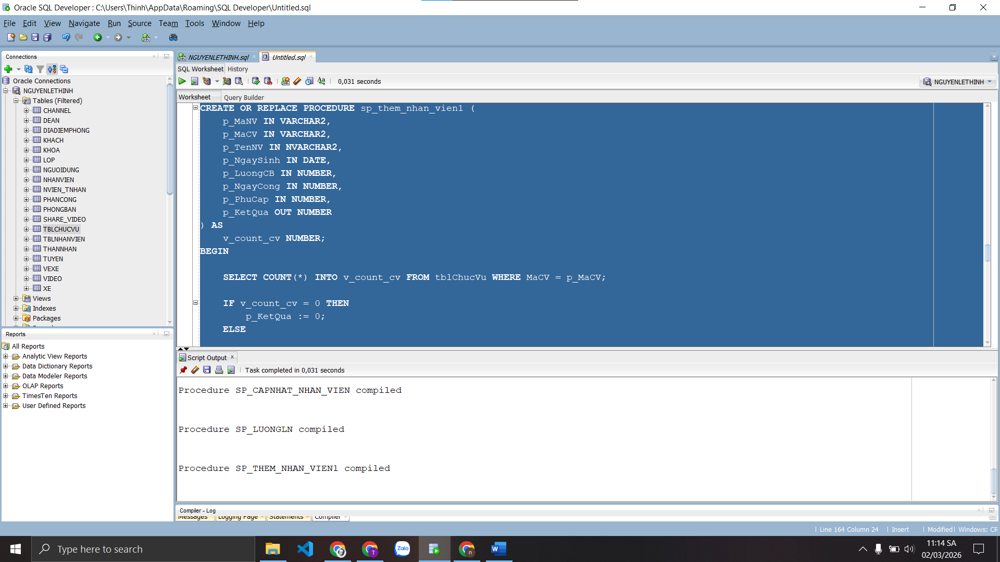 Oracle SQL Developer : C:\Users\Thinh\AppData\Roaming\SQL Developer\Untitled.sql
File Edit View Navigate Run Source Team Tools Window Help
Connections
Oracle Connections
NGUYENLETHINH
Tables (Filtered)
CHANNEL
DEAN
DIADIEMPHONG
KHACH
KHOA
LOP
NGUOIDUNG
NHANVIEN
NVIEN_TNHAN
PHANCONG
PHONGBAN
SHARE_VIDEO
TBLCHUCVU
TBLNHANVIEN
THANNHAN
TUYEN
VEXE
VIDEO
XE
Views
Indexes
Packages
Reports
All Reports
Analytic View Reports
Data Dictionary Reports
Data Modeler Reports
OLAP Reports
TimesTen Reports
User Defined Reports
NGUYENLETHINH.sql
Untitled.sql
SQL Worksheet History
0,031 seconds
NGUYENLETHINH
Worksheet Query Builder
CREATE OR REPLACE PROCEDURE sp_them_nhan_vien1 (
p_MaNV IN VARCHAR2,
p_MaCV IN VARCHAR2,
p_TenNV IN NVARCHAR2,
p_NgaySinh IN DATE,
p_LuongCB IN NUMBER,
p_NgayCong IN NUMBER,
p_PhuCap IN NUMBER,
p_KetQua OUT NUMBER
) AS
v_count_cv NUMBER;
BEGIN
SELECT COUNT(*) INTO v_count_cv FROM tblChucVu WHERE MaCV = p_MaCV;
IF v_count_cv = 0 THEN
p_KetQua := 0;
ELSE
Script Output
Task completed in 0,031 seconds
Procedure SP_CAPNHAT_NHAN_VIEN compiled
Procedure SP_LUONGLN compiled
Procedure SP_THEM_NHAN_VIEN1 compiled
Compiler - Log
Messages Logging Page Statements Compiler
Line 164 Column 24 Insert Modified Windows: CR
Type here to search
Zalo
11:14 SA
02/03/2026